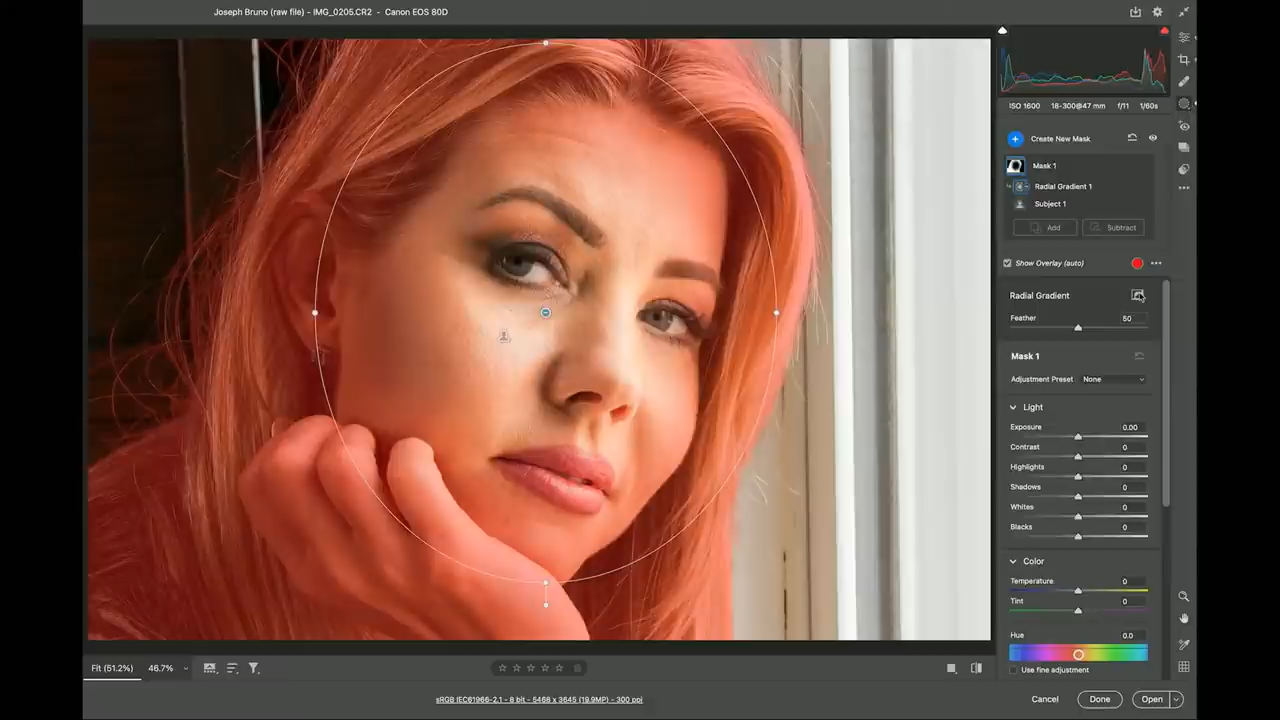 Joseph Bruno (raw file) - IMG_0205.CR2 - Canon EOS 80D
ISO 1600 18-300@47 mm f/11 1/60s
Create New Mask
Mask 1
Radial Gradient 1
Subject 1
Add Subtract
Show Overlay (auto)
Radial Gradient
Feather 50
Mask 1
Adjustment Preset: None
Light
Exposure 0.00
Contrast 0
Highlights 0
Shadows 0
Whites 0
Blacks 0
Color
Temperature 0
Tint 0
Hue 0.0
Use fine adjustment
Fit (51.2%) 46.7%
sRGB IEC61966-2.1 - 8 bit - 5468 x 3645 (19.9MP) - 300 ppi
Cancel Done Open